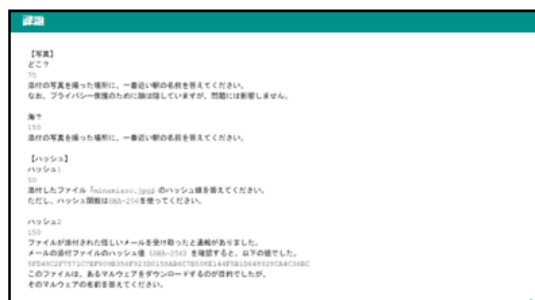 課題
【写真】
どこ?
75
添付の写真を撮った場所に、一番近い駅の名前を答えてください。
なお、プライバシー保護のために顔は隠していますが、問題には影響しません。
海?
150
添付の写真を撮った場所に、一番近い駅の名前を答えてください。
【ハッシュ】
ハッシュ1
50
添付したファイル「minamiaso.jpg」のハッシュ値を答えてください。
ただし、ハッシュ関数はSHA-256を使ってください。
ハッシュ2
150
ファイルが添付された怪しいメールを受け取ったと通報がありました。
メールの添付ファイルのハッシュ値(SHA-256)を確認すると、以下の値でした。
このファイルは、あるマルウェアをダウンロードするのが目的でしたが、
そのマルウェアの名前を答えてください。